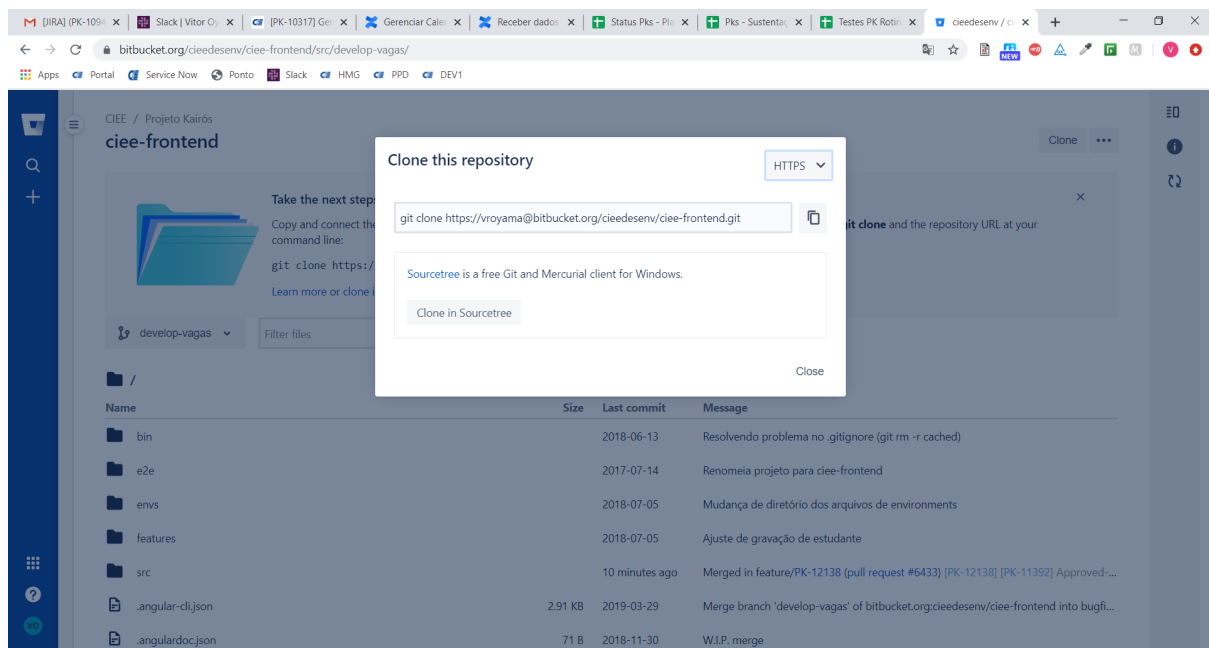 [JIRA] (PK-1094
Slack | Vitor Oy
[PK-10317] Ger
Gerenciar Cale
Receber dados
Status Pks - Pla
Pks - Sustentaç
Testes PK Rotin
cieedesenv / ci
bitbucket.org/cieedesenv/ciee-frontend/src/develop-vagas/
NEW
Apps
Portal
Service Now
Ponto
Slack
HMG
PPD
DEV1
CIEE / Projeto Kairós
ciee-frontend
Clone
Take the next step
Copy and connect the
command line:
git clone https:/
Learn more or clone i
git clone and the repository URL at your
Clone this repository
HTTPS
git clone https://vroyama@bitbucket.org/cieedesenv/ciee-frontend.git
Sourcetree is a free Git and Mercurial client for Windows.
Clone in Sourcetree
Close
develop-vagas
Filter files
/
Name Size Last commit Message
bin 2018-06-13 Resolvendo problema no .gitignore (git rm -r cached)
e2e 2017-07-14 Renomeia projeto para ciee-frontend
envs 2018-07-05 Mudança de diretório dos arquivos de environments
features 2018-07-05 Ajuste de gravação de estudante
src 10 minutes ago Merged in feature/PK-12138 (pull request #6433) [PK-12138] [PK-11392] Approved-...
.angular-cli.json 2.91 KB 2019-03-29 Merge branch 'develop-vagas' of bitbucket.org:cieedesenv/ciee-frontend into bugfi...
.angulardoc.json 71 B 2018-11-30 W.I.P. merge
VO
V